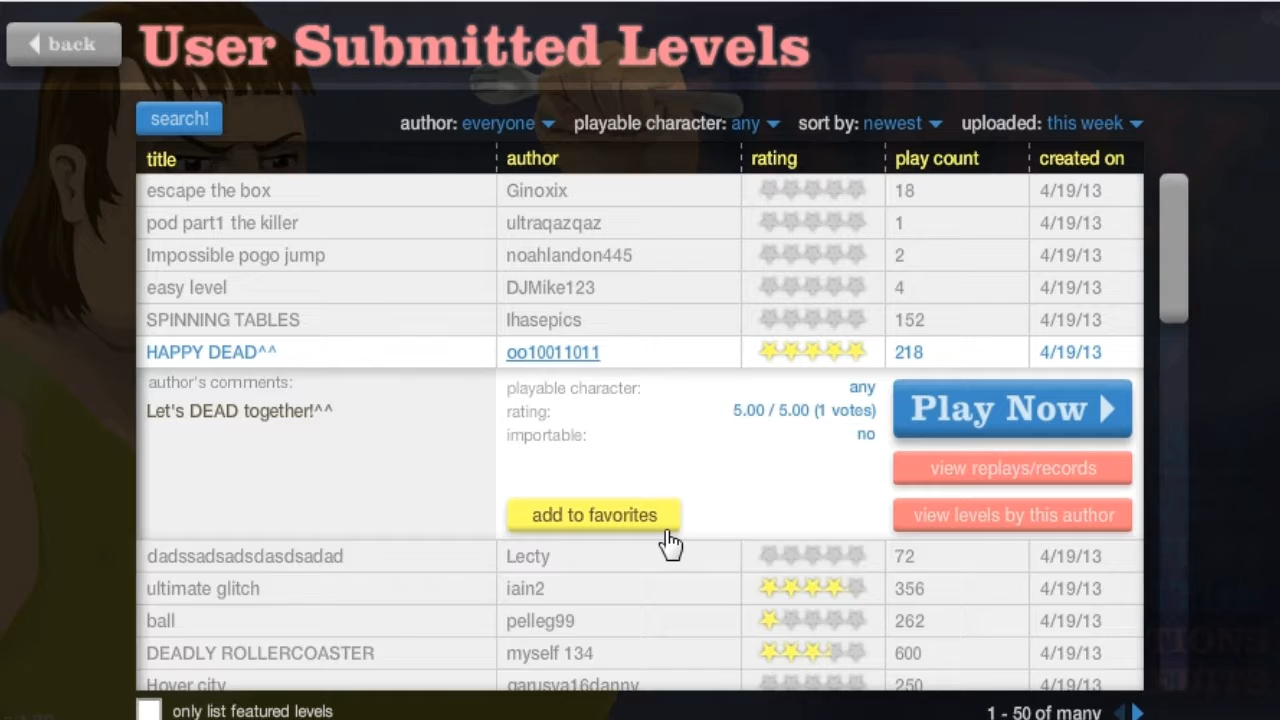 back
User Submitted Levels
search!
author: everyone playable character: any sort by: newest uploaded: this week
title author rating play count created on
escape the box Ginoxix 18 4/19/13
pod part1 the killer ultraqazqaz 1 4/19/13
Impossible pogo jump noahlandon445 2 4/19/13
easy level DJMike123 4 4/19/13
SPINNING TABLES Ihasepics 152 4/19/13
HAPPY DEAD^^ oo10011011 218 4/19/13
author's comments:
Let's DEAD together!^^
playable character: any
rating: 5.00 / 5.00 (1 votes)
importable: no
add to favorites
Play Now
view replays/records
view levels by this author
dadssadsadsdasdsadad Lecty 72 4/19/13
ultimate glitch iain2 356 4/19/13
ball pelleg99 262 4/19/13
DEADLY ROLLERCOASTER myself 134 600 4/19/13
Hover city garusya16danny 250 4/19/13
only list featured levels
1 - 50 of many